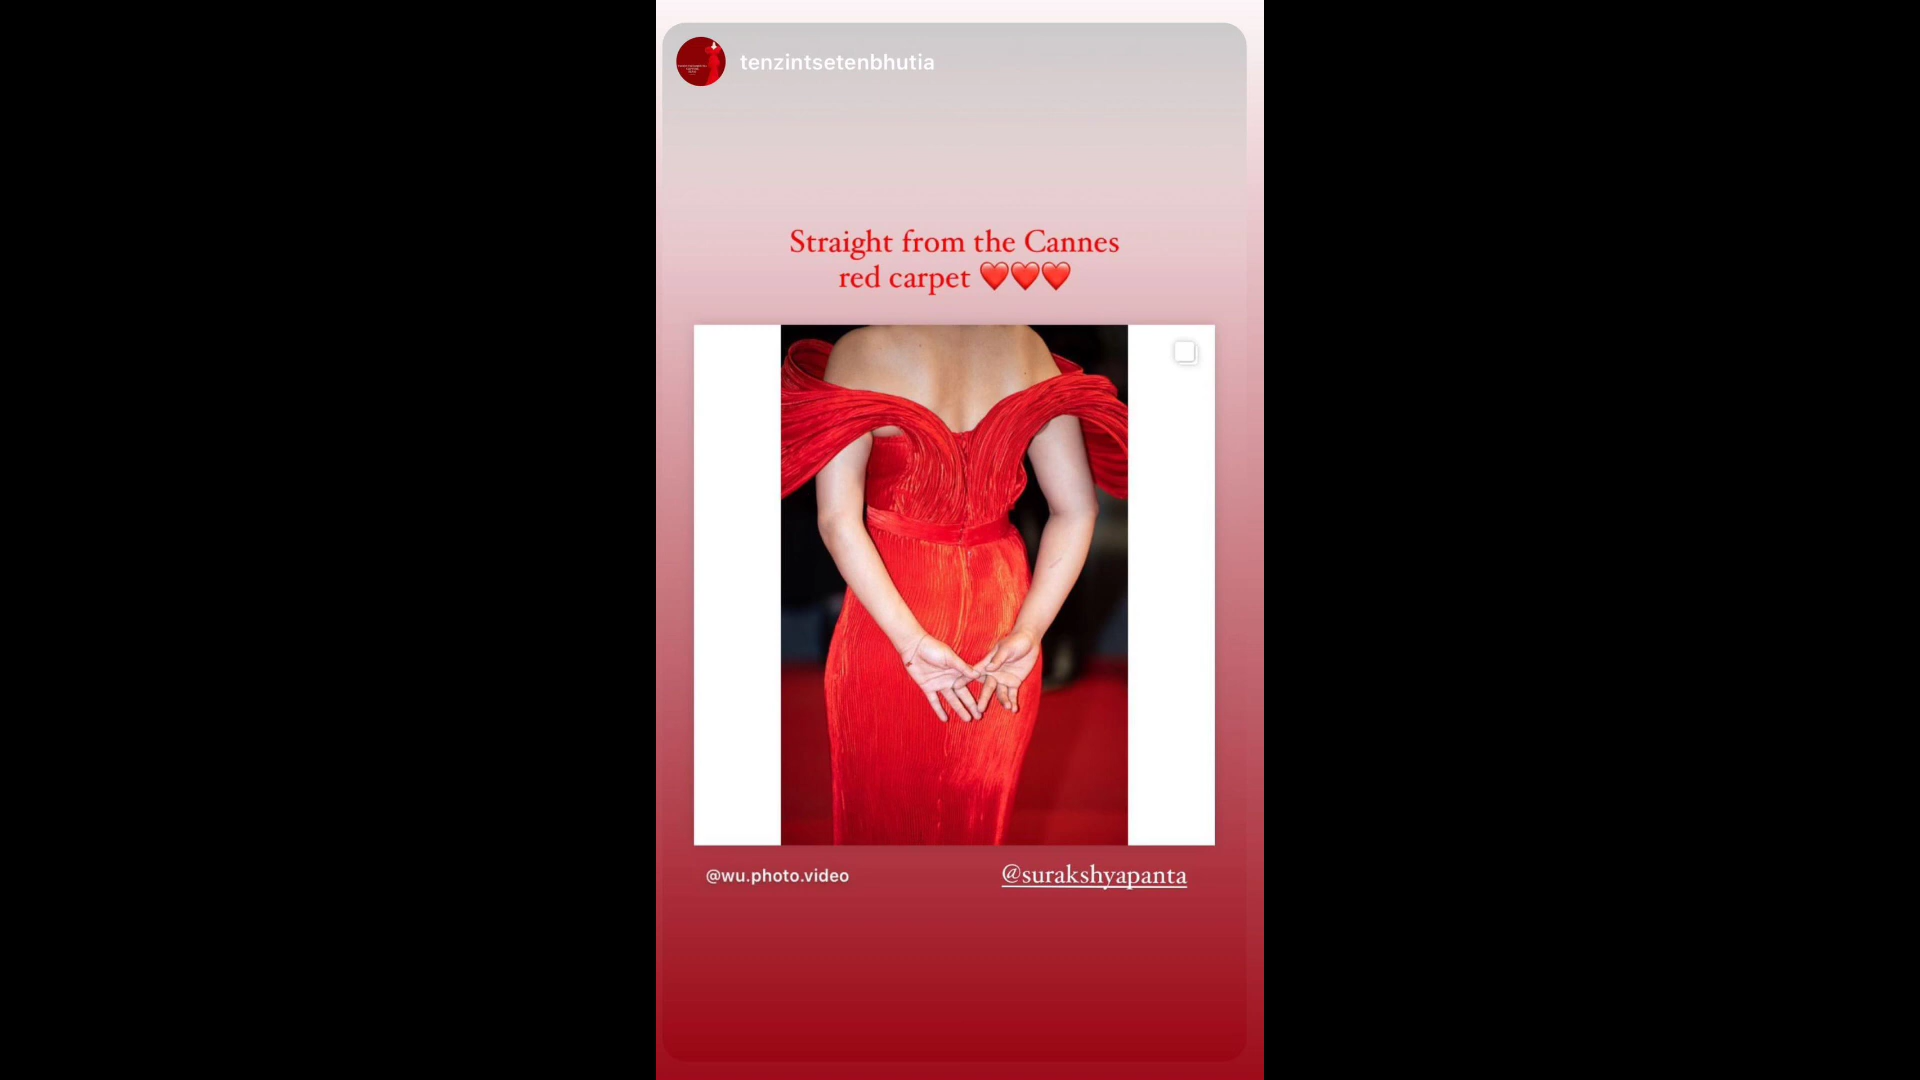 tenzintsetenbhutia
Straight from the Cannes
red carpet ❤️❤️❤️
@wu.photo.video
@surakshyapanta